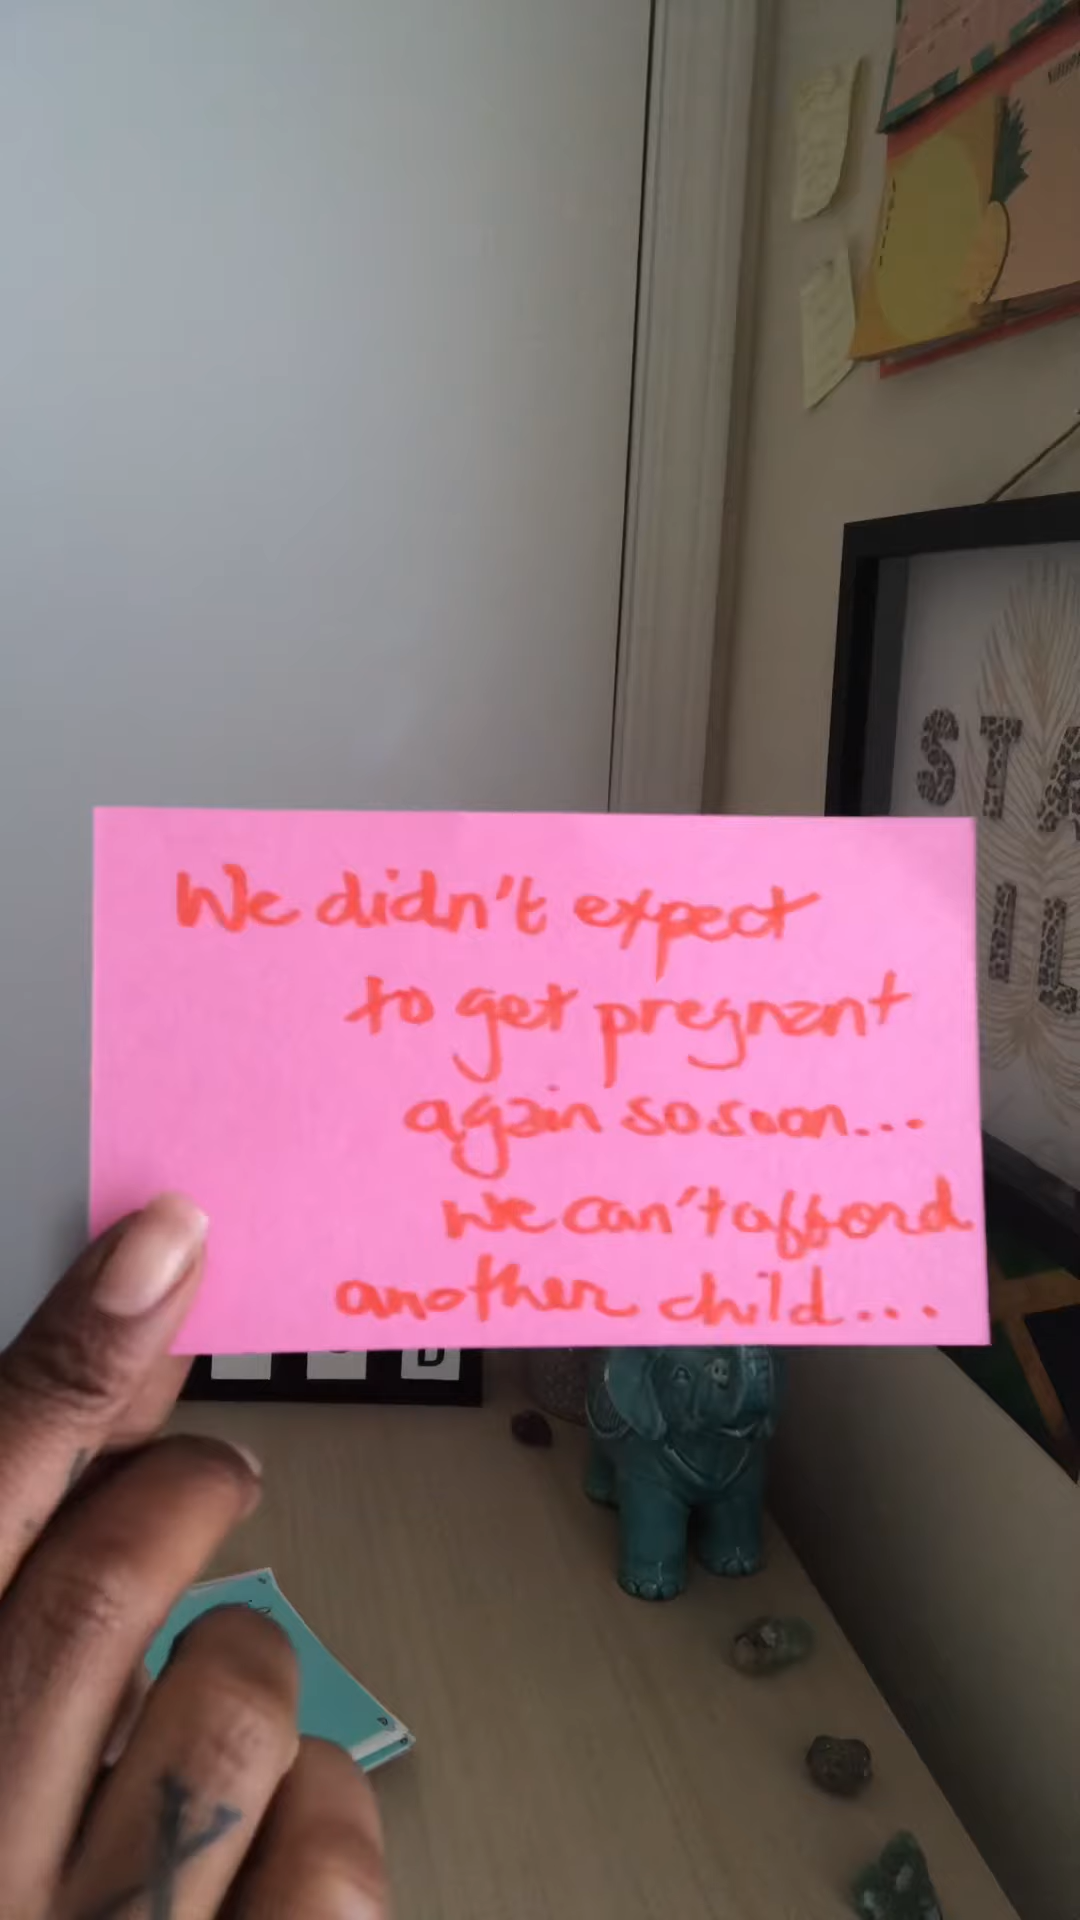 We didn't expect
to get pregnant
again so soon...
we can't afford
another child...
D